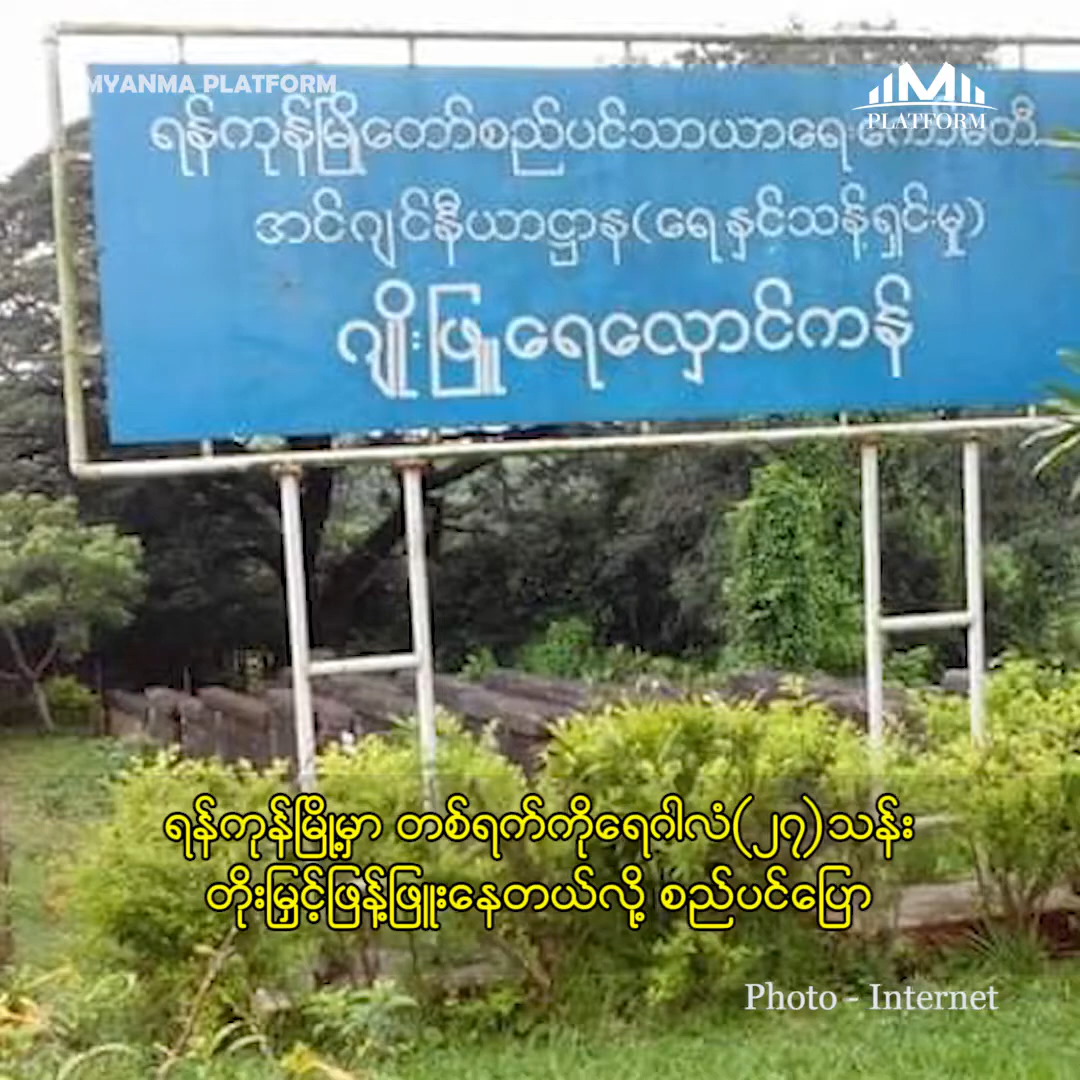 MYANMA PLATFORM
M
PLATFORM
ရန်ကုန်မြို့တော်စည်ပင်သာယာရေး
အင်ဂျင်နီယာဌာန(ရေနှင့်သန်ရှင်းမှု)
ဂျိုးဖြူရေလှောင်ကန်
ရန်ကုန်မြို့မှာ တစ်ရက်ကိုရေဂါလံ(၂၇)သန်း
တိုးမြှင့်ဖြန့်ဖြူးနေတယ်လို့ စည်ပင်ပြော
Photo - Internet